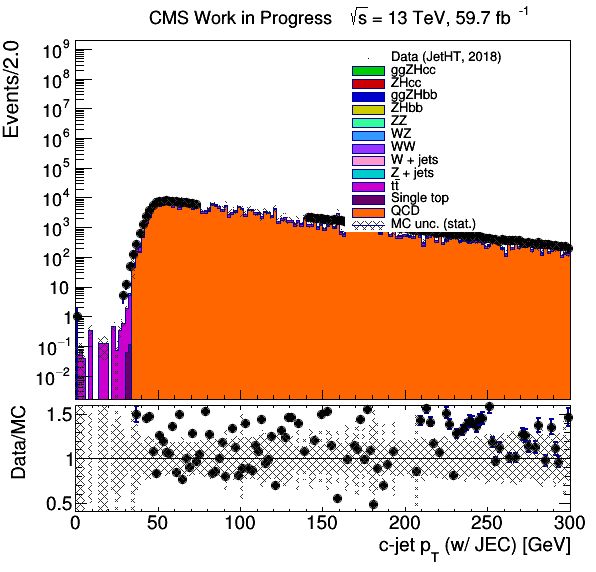 CMS Work in Progress √s = 13 TeV, 59.7 fb⁻¹
Events/2.0
10⁹
10⁸
10⁷
10⁶
10⁵
10⁴
10³
10²
10
1
10⁻¹
10⁻²
Data (JetHT, 2018)
ggZHcc
ZHcc
ggZHbb
ZHbb
ZZ
WZ
WW
W + jets
Z + jets
tt̄
Single top
QCD
MC unc. (stat.)
Data/MC
1.5
1
0.5
0 50 100 150 200 250 300
c-jet p_T (w/ JEC) [GeV]